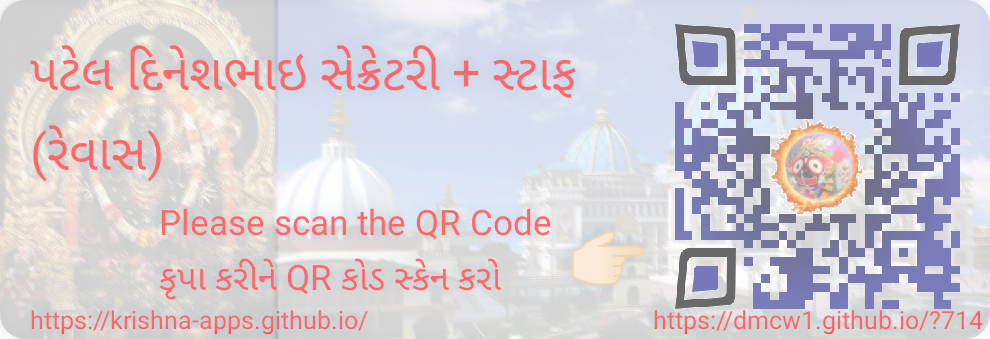 પટેલ દિનેશભાઇ સેક્રેટરી + સ્ટાફ
(રેવાસ)
Please scan the QR Code
કૃપા કરીને QR કોડ સ્કેન કરો
https://krishna-apps.github.io/
https://dmcw1.github.io/?714